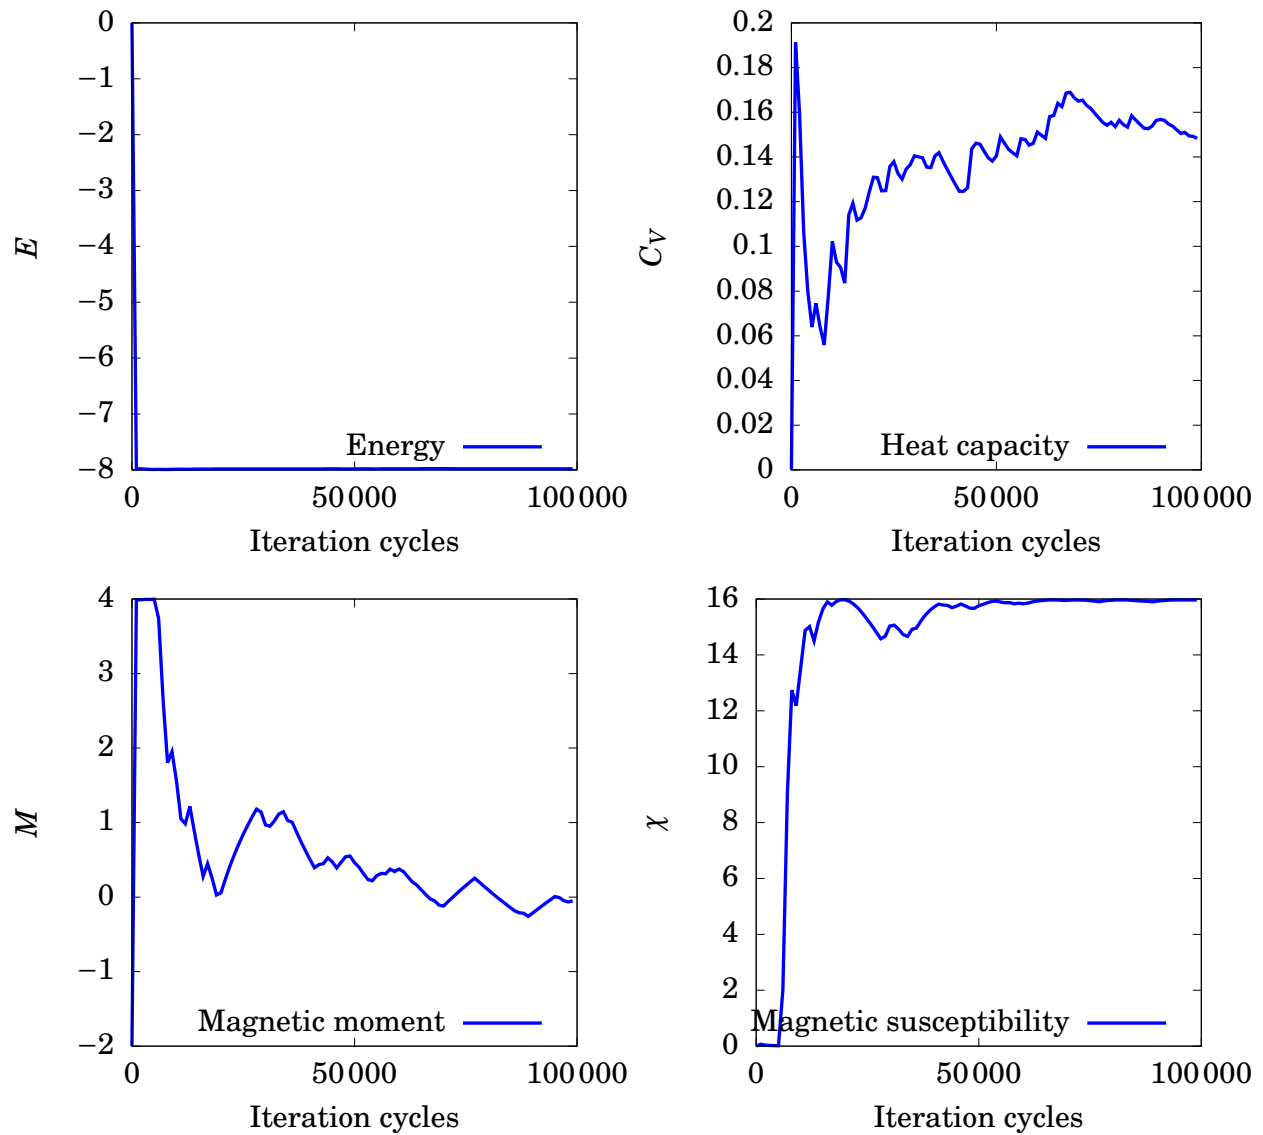 0
−1
−2
−3
−4
−5
−6
−7
−8
E
Energy
0 50 000 100 000
Iteration cycles
0.2
0.18
0.16
0.14
0.12
0.1
0.08
0.06
0.04
0.02
0
C_V
Heat capacity
0 50 000 100 000
Iteration cycles
4
3
2
1
0
−1
−2
M
Magnetic moment
0 50 000 100 000
Iteration cycles
16
14
12
10
8
6
4
2
0
χ
Magnetic susceptibility
0 50 000 100 000
Iteration cycles